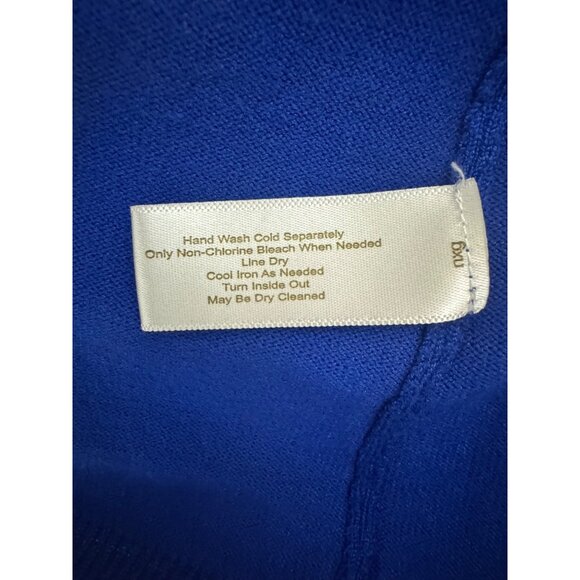 Hand Wash Cold Separately
Only Non-Chlorine Bleach When Needed
Line Dry
Cool Iron As Needed
Turn Inside Out
May Be Dry Cleaned
nxg